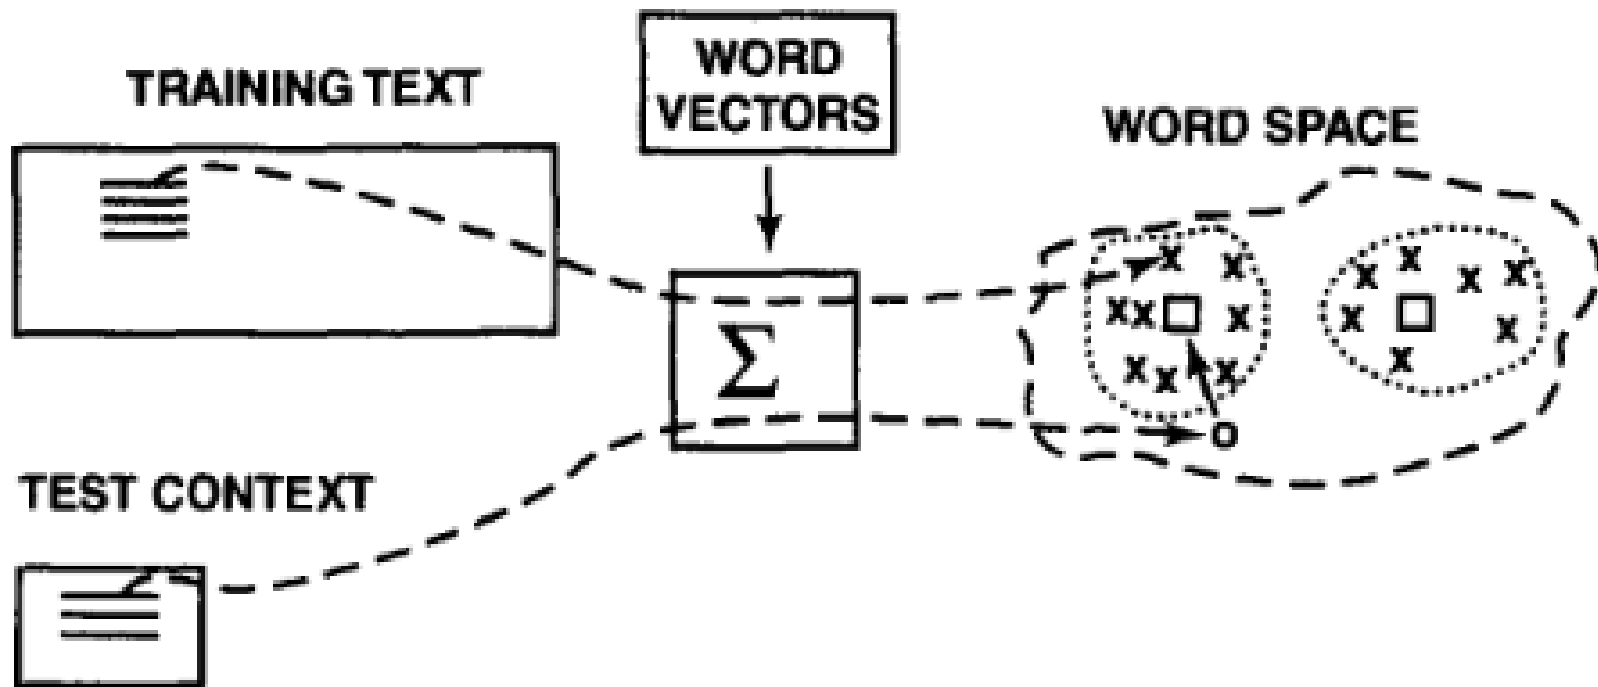 TRAINING TEXT
WORD
VECTORS
WORD SPACE
Σ
X
X
X X
X X
X X
X X
X
X
X
X
X
X
X
O
TEST CONTEXT